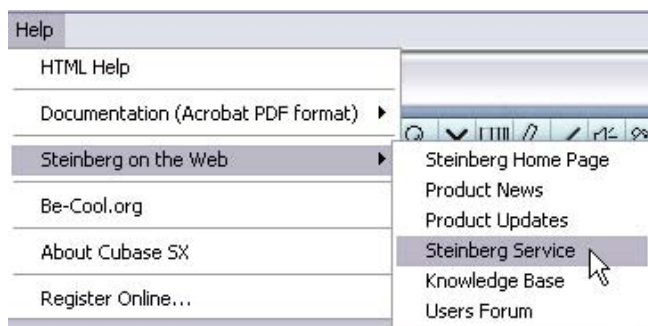 Help
HTML Help
Documentation (Acrobat PDF format)
Steinberg on the Web
Be-Cool.org
About Cubase SX
Register Online...
Steinberg Home Page
Product News
Product Updates
Steinberg Service
Knowledge Base
Users Forum